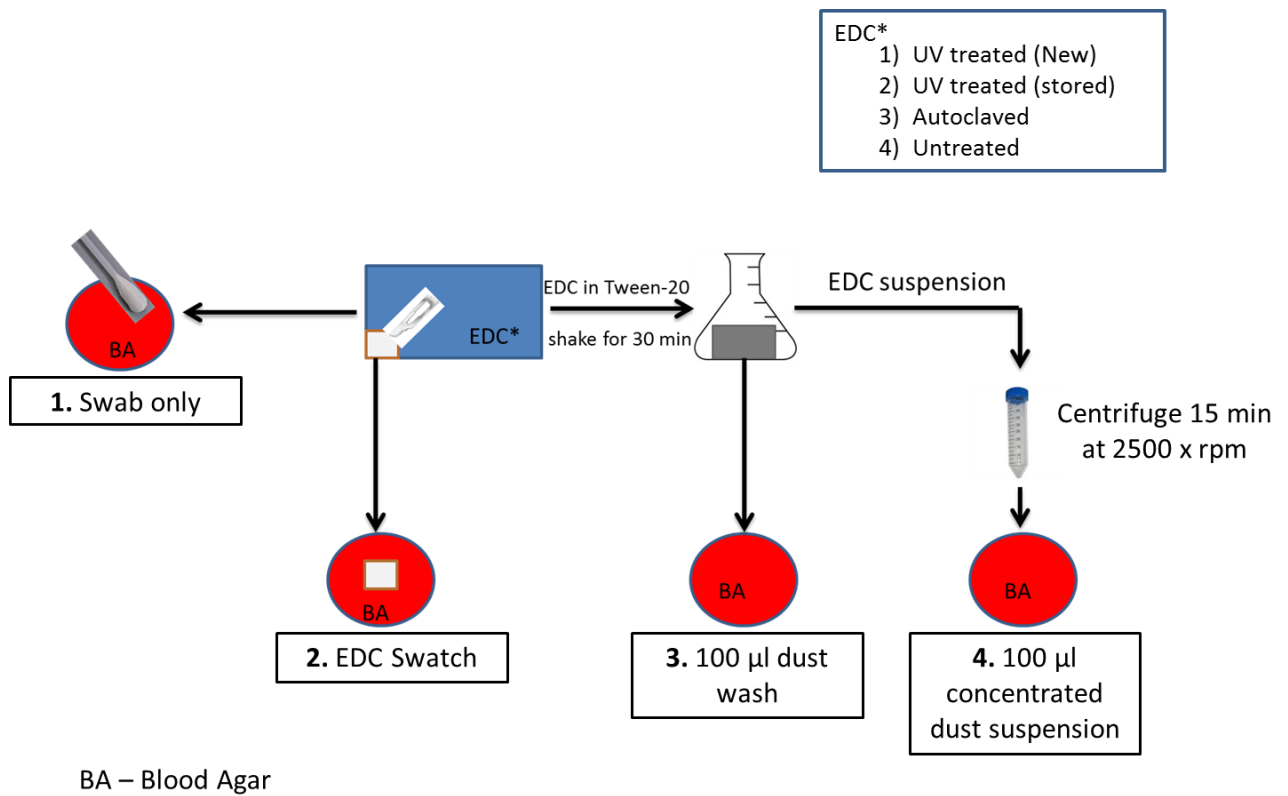 EDC*
1) UV treated (New)
2) UV treated (stored)
3) Autoclaved
4) Untreated
EDC in Tween-20
shake for 30 min
EDC suspension
EDC*
BA
1. Swab only
Centrifuge 15 min
at 2500 x rpm
BA
2. EDC Swatch
BA
3. 100 µl dust
wash
BA
4. 100 µl
concentrated
dust suspension
BA – Blood Agar